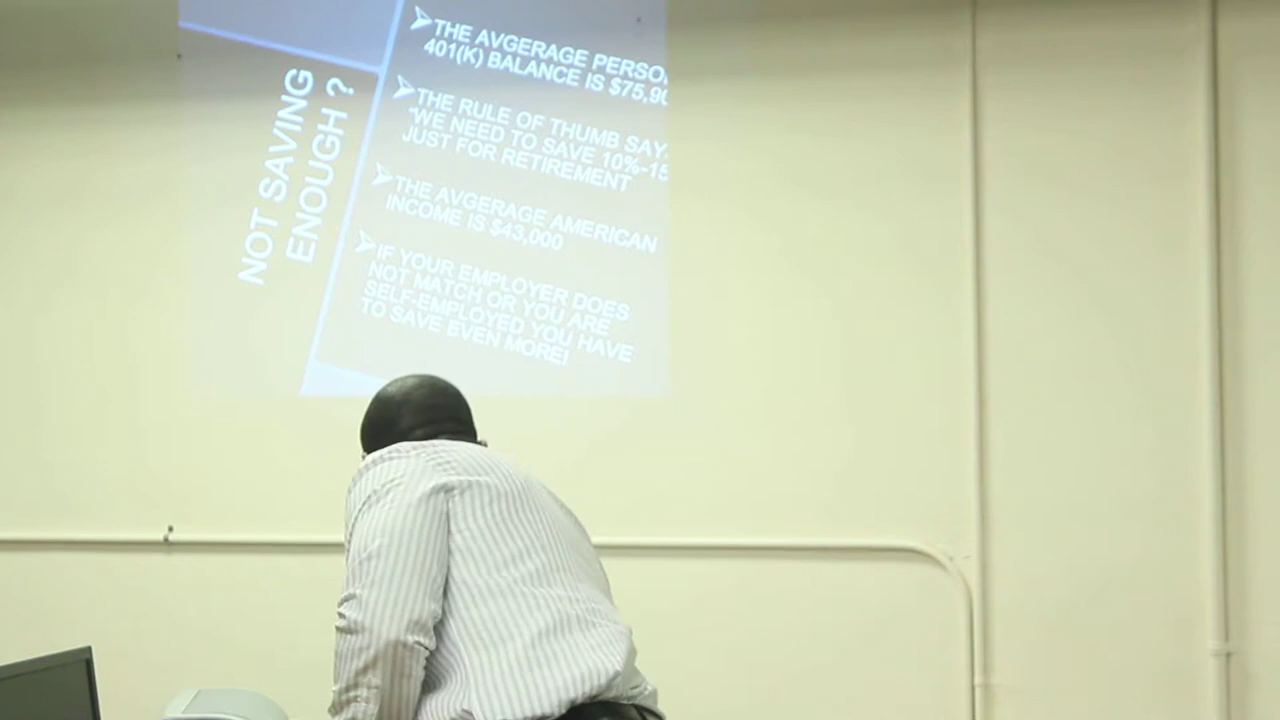 NOT SAVING
ENOUGH ?
THE AVGERAGE PERSO
401(K) BALANCE IS $75,90
THE RULE OF THUMB SAY
"WE NEED TO SAVE 10%-15
JUST FOR RETIREMENT
THE AVGERAGE AMERICAN
INCOME IS $43,000
IF YOUR EMPLOYER DOES
NOT MATCH OR YOU ARE
SELF-EMPLOYED YOU HAVE
TO SAVE EVEN MORE!